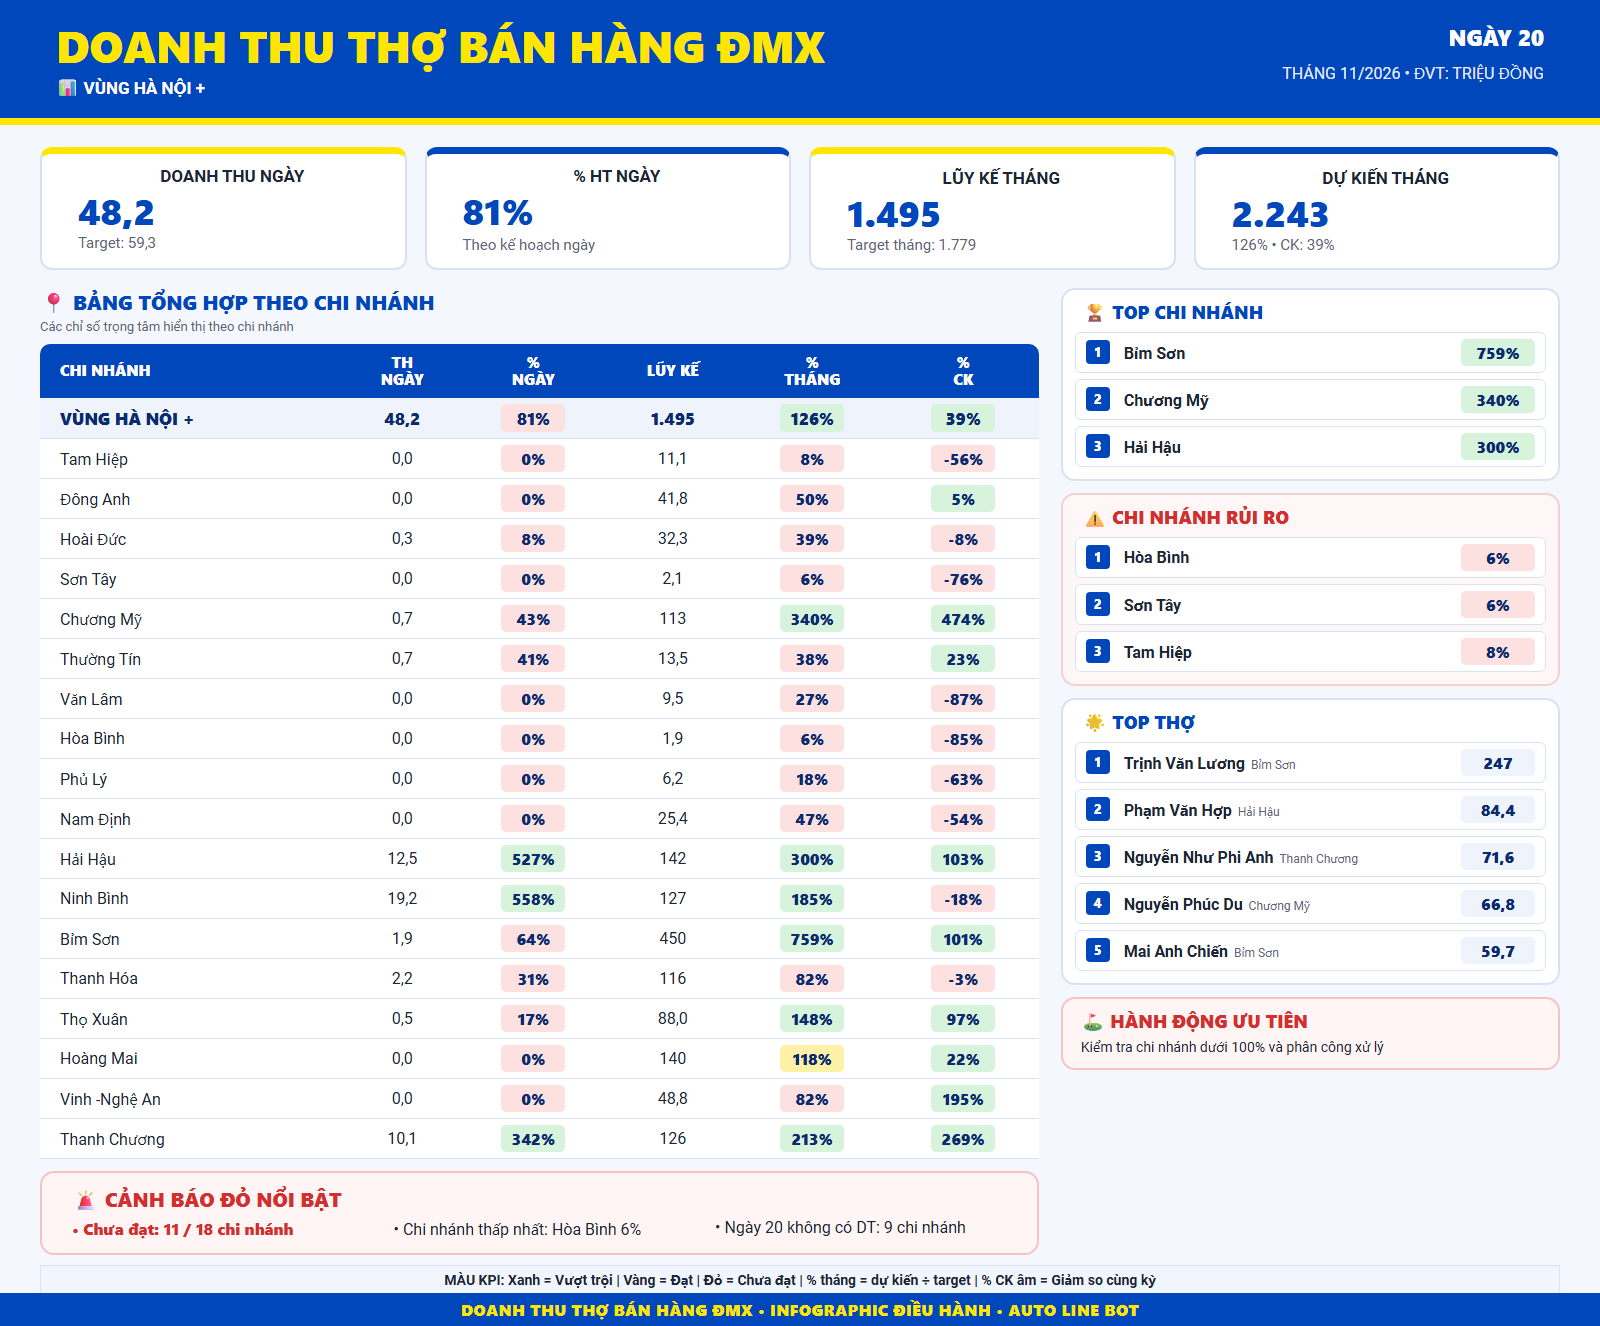 DOANH THU THỢ BÁN HÀNG ĐMX
VÙNG HÀ NỘI +
NGÀY 20
THÁNG 11/2026 • ĐVT: TRIỆU ĐỒNG
DOANH THU NGÀY
48,2
Target: 59,3
% HT NGÀY
81%
Theo kế hoạch ngày
LŨY KẾ THÁNG
1.495
Target tháng: 1.779
DỰ KIẾN THÁNG
2.243
126% • CK: 39%
BẢNG TỔNG HỢP THEO CHI NHÁNH
Các chỉ số trọng tâm hiển thị theo chi nhánh
CHI NHÁNH TH NGÀY % NGÀY LŨY KẾ % THÁNG % CK
VÙNG HÀ NỘI + 48,2 81% 1.495 126% 39%
Tam Hiệp 0,0 0% 11,1 8% -56%
Đông Anh 0,0 0% 41,8 50% 5%
Hoài Đức 0,3 8% 32,3 39% -8%
Sơn Tây 0,0 0% 2,1 6% -76%
Chương Mỹ 0,7 43% 113 340% 474%
Thường Tín 0,7 41% 13,5 38% 23%
Văn Lâm 0,0 0% 9,5 27% -87%
Hòa Bình 0,0 0% 1,9 6% -85%
Phủ Lý 0,0 0% 6,2 18% -63%
Nam Định 0,0 0% 25,4 47% -54%
Hải Hậu 12,5 527% 142 300% 103%
Ninh Bình 19,2 558% 127 185% -18%
Bỉm Sơn 1,9 64% 450 759% 101%
Thanh Hóa 2,2 31% 116 82% -3%
Thọ Xuân 0,5 17% 88,0 148% 97%
Hoàng Mai 0,0 0% 140 118% 22%
Vinh -Nghệ An 0,0 0% 48,8 82% 195%
Thanh Chương 10,1 342% 126 213% 269%
CẢNH BÁO ĐỎ NỔI BẬT
• Chưa đạt: 11 / 18 chi nhánh
• Chi nhánh thấp nhất: Hòa Bình 6%
• Ngày 20 không có DT: 9 chi nhánh
TOP CHI NHÁNH
1 Bỉm Sơn 759%
2 Chương Mỹ 340%
3 Hải Hậu 300%
CHI NHÁNH RỦI RO
1 Hòa Bình 6%
2 Sơn Tây 6%
3 Tam Hiệp 8%
TOP THỢ
1 Trịnh Văn Lương Bỉm Sơn 247
2 Phạm Văn Hợp Hải Hậu 84,4
3 Nguyễn Như Phi Anh Thanh Chương 71,6
4 Nguyễn Phúc Du Chương Mỹ 66,8
5 Mai Anh Chiến Bỉm Sơn 59,7
HÀNH ĐỘNG ƯU TIÊN
Kiểm tra chi nhánh dưới 100% và phân công xử lý
MÀU KPI: Xanh = Vượt trội | Vàng = Đạt | Đỏ = Chưa đạt | % tháng = dự kiến ÷ target | % CK âm = Giảm so cùng kỳ
DOANH THU THỢ BÁN HÀNG ĐMX • INFOGRAPHIC ĐIỀU HÀNH • AUTO LINE BOT